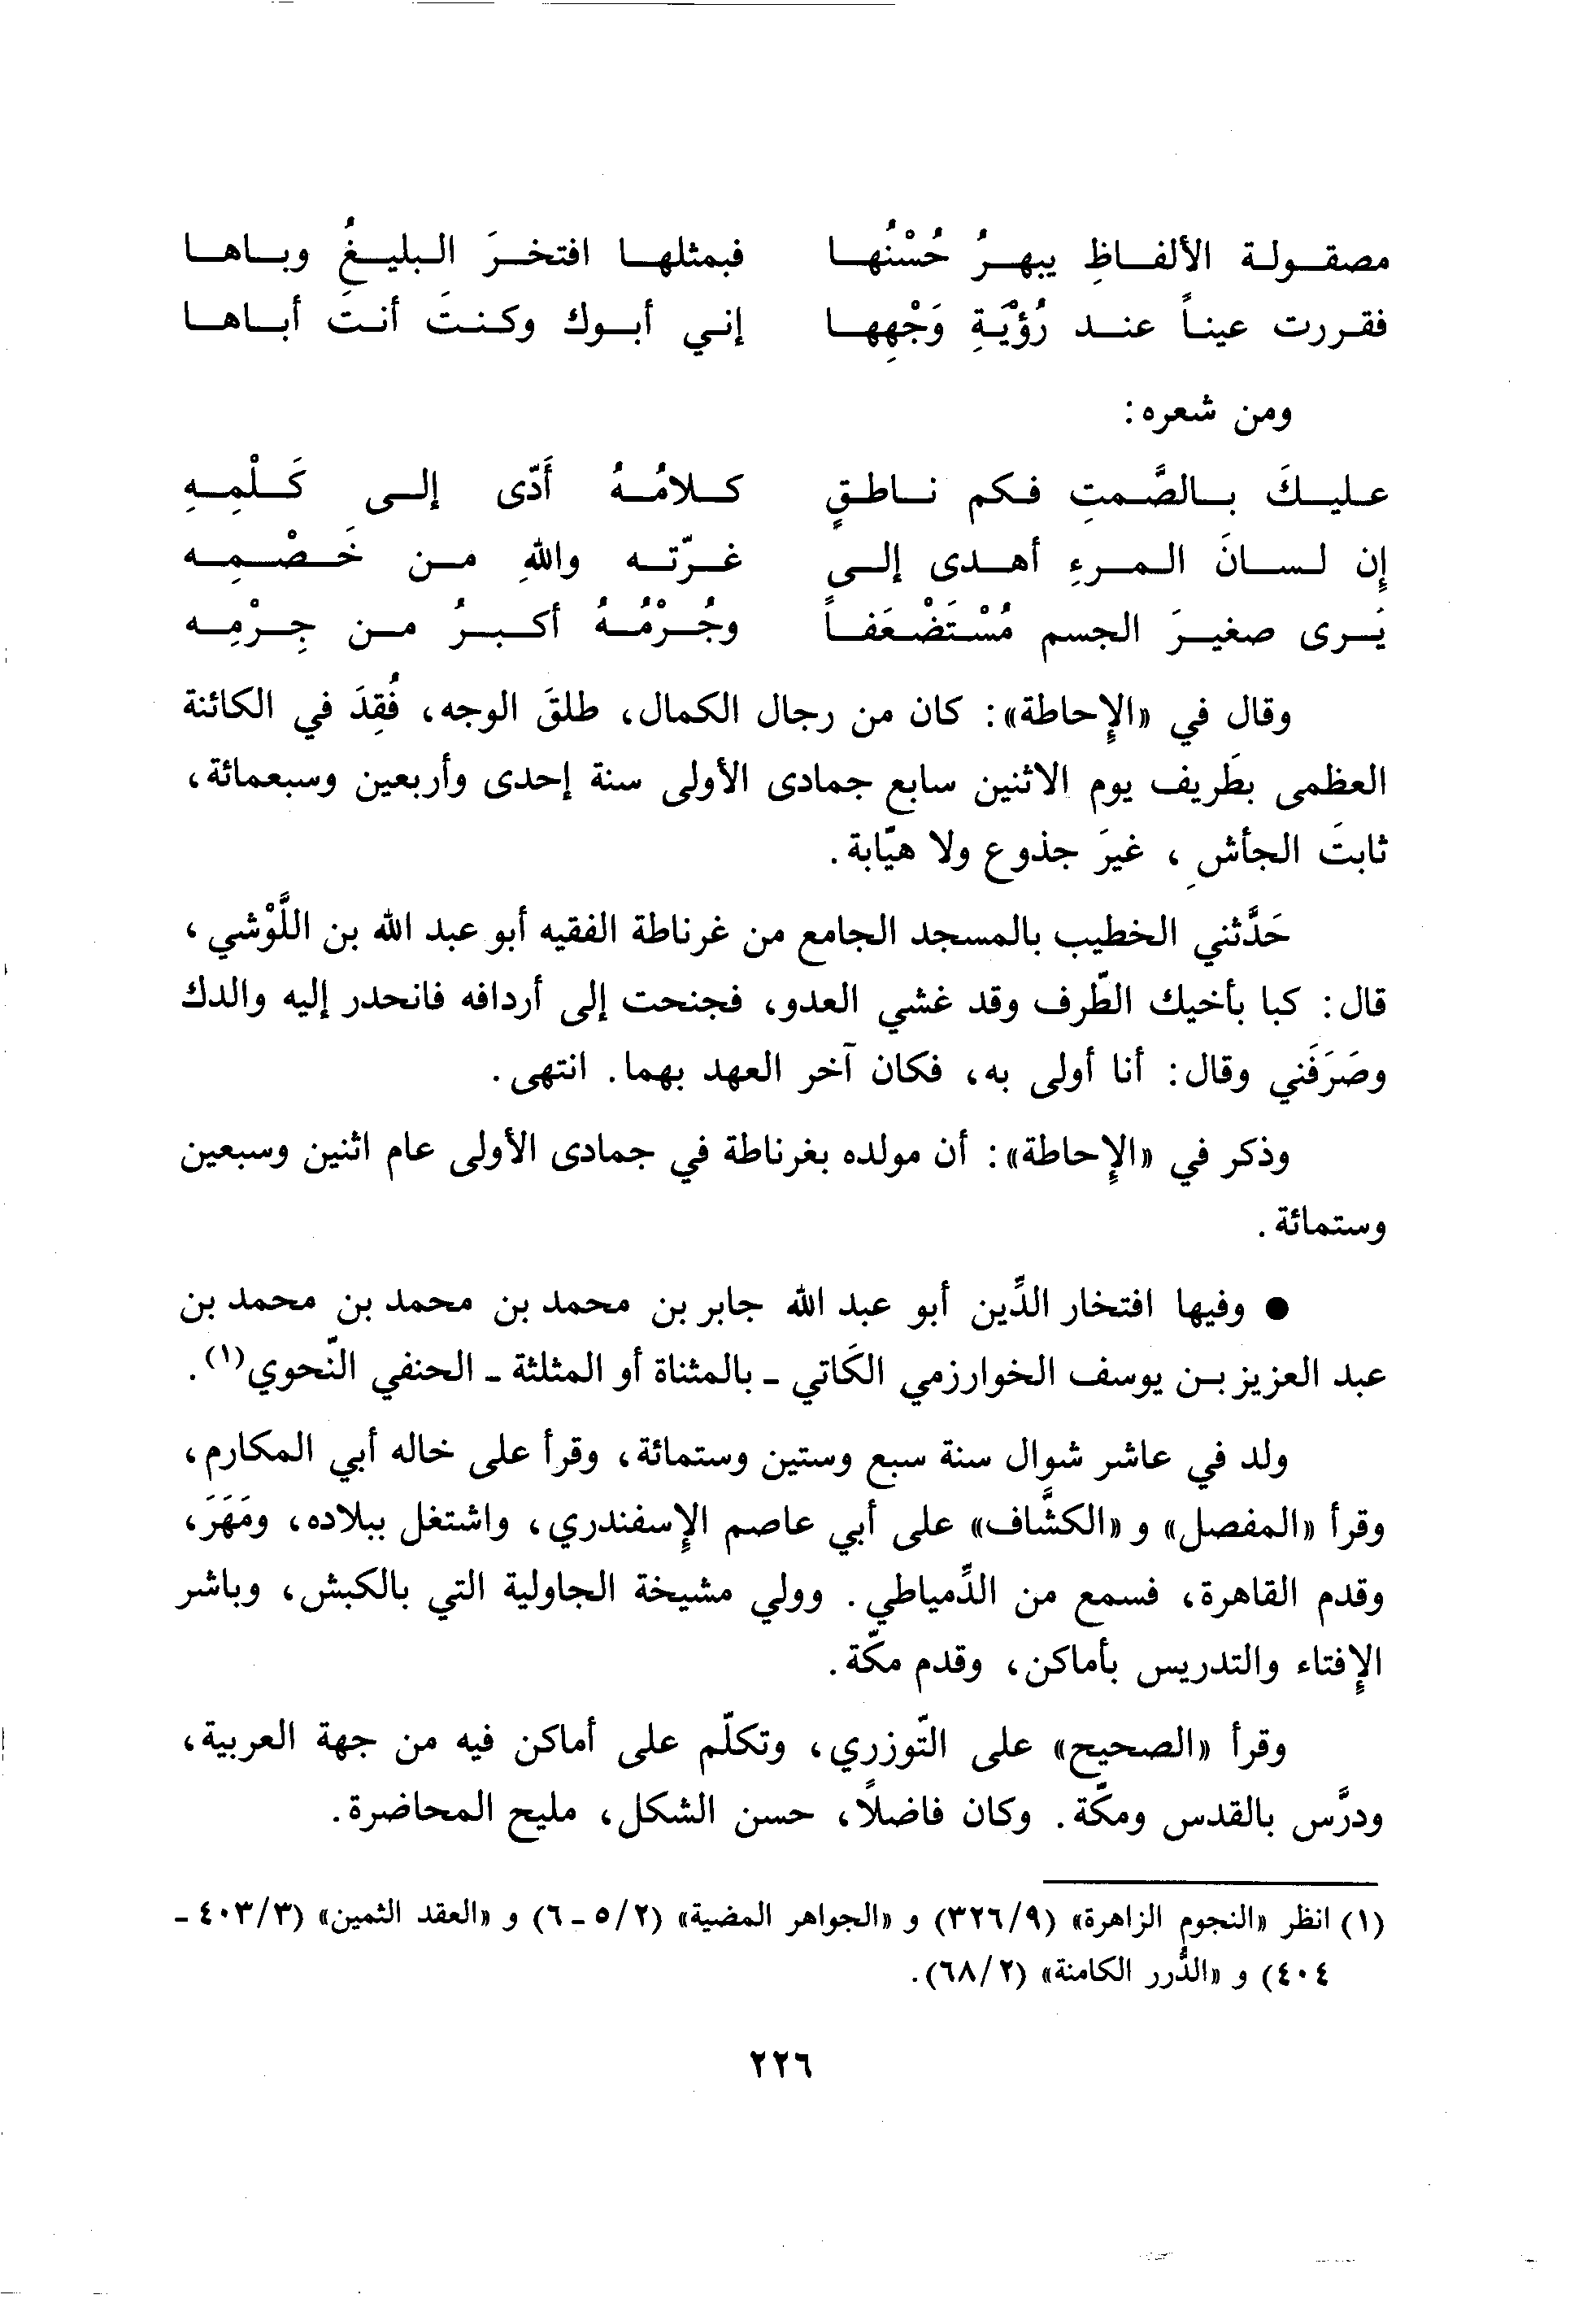 مصقولة الألفاظِ يبهرُ حُسْنُها فبمثلها افتخرَ البليغُ وباها
فقررت عيناً عند رُؤْيَةِ وَجْهِها إني أبوك وكنتَ أنتَ أباها
ومن شعره:
عليكَ بالصَّمتِ فكم ناطقٍ كلامُهُ أَدّى إلى كَلْمِهِ
إن لسانَ المرءِ أهدى إلى غرّته واللهِ من خَصْمِه
يَرى صغيرَ الجسم مُسْتَضْعَفاً وجُرْمُهُ أكبرُ من جِرْمِه
وقال في «الإحاطة»: كان من رجال الكمال، طلقَ الوجه، فُقِدَ في الكائنة
العظمى بطَريف يوم الاثنين سابع جمادى الأولى سنة إحدى وأربعين وسبعمائة،
ثابتَ الجأشِ، غيرَ جذوع ولا هيّابة.
حَدَّثني الخطيب بالمسجد الجامع من غرناطة الفقيه أبو عبد الله بن اللَّوْشي،
قال: كبا بأخيك الطّرف وقد غشي العدو، فجنحت إلى أردافه فانحدر إليه والدك
وصَرَفَني وقال: أنا أولى به، فكان آخر العهد بهما. انتهى.
وذكر في «الإحاطة»: أن مولده بغرناطة في جمادى الأولى عام اثنين وسبعين
وستمائة.
● وفيها افتخار الدِّين أبو عبد الله جابر بن محمد بن محمد بن محمد بن
عبد العزيز بن يوسف الخوارزمي الكَاتي - بالمثناة أو المثلثة - الحنفي النّحوي(١).
ولد في عاشر شوال سنة سبع وستين وستمائة، وقرأ على خاله أبي المكارم،
وقرأ «المفصل» و «الكشَّاف» على أبي عاصم الإسفندري، واشتغل ببلاده، ومَهَرَ،
وقدم القاهرة، فسمع من الدِّمياطي. وولي مشيخة الجاولية التي بالكبش، وباشر
الإفتاء والتدريس بأماكن، وقدم مكّة.
وقرأ «الصحيح» على التّوزري، وتكلّم على أماكن فيه من جهة العربية،
ودرَّس بالقدس ومكّة. وكان فاضلاً، حسن الشكل، مليح المحاضرة.
(١) انظر «النجوم الزاهرة» (٣٢٦/٩) و «الجواهر المضية» (٥/٢ - ٦) و «العقد الثمين» (٤٠٣/٣ -
٤٠٤) و «الدُّرر الكامنة» (٦٨/٢).
٢٢٦